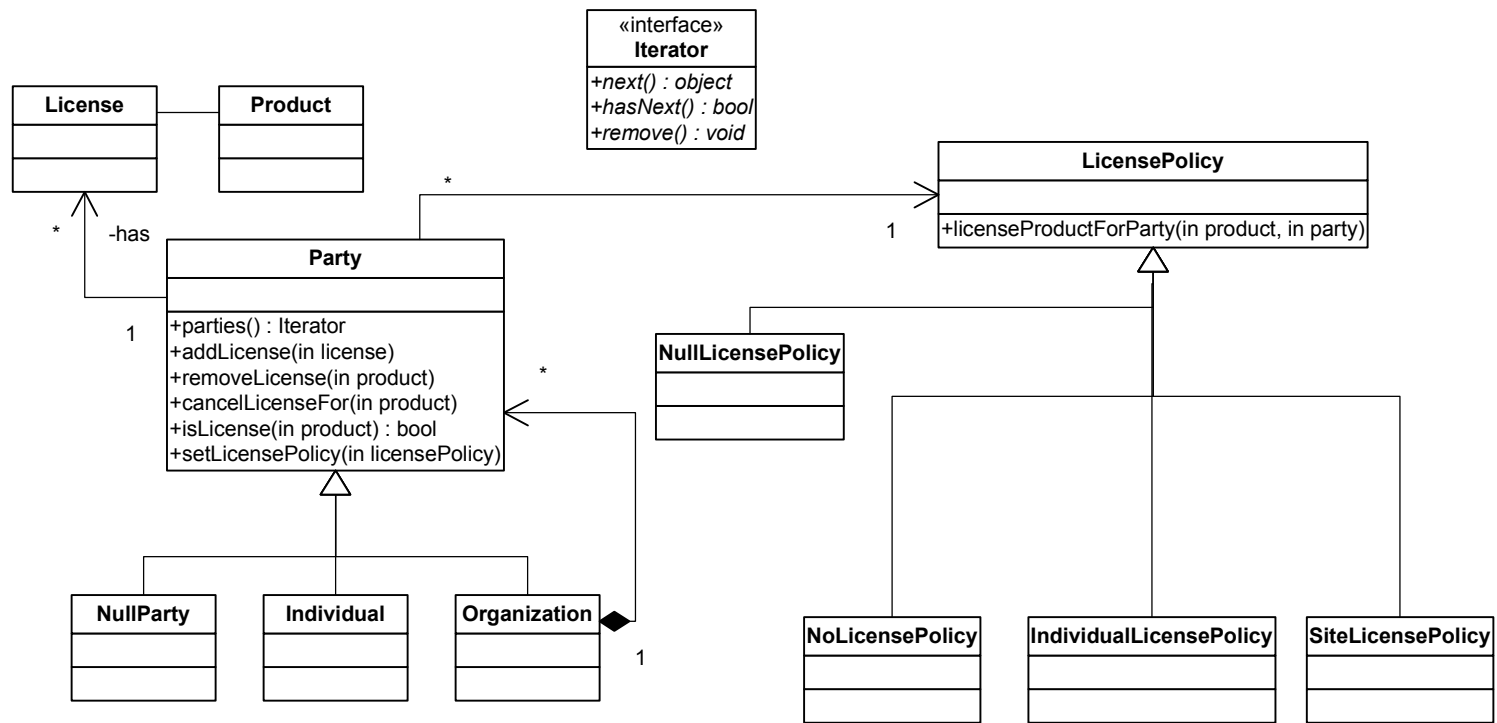 «interface»
Iterator
+next() : object
+hasNext() : bool
+remove() : void
License
Product
LicensePolicy
+licenseProductForParty(in product, in party)
*
1
*
-has
1
Party
+parties() : Iterator
+addLicense(in license)
+removeLicense(in product)
+cancelLicenseFor(in product)
+isLicense(in product) : bool
+setLicensePolicy(in licensePolicy)
*
1
NullLicensePolicy
NullParty
Individual
Organization
NoLicensePolicy
IndividualLicensePolicy
SiteLicensePolicy